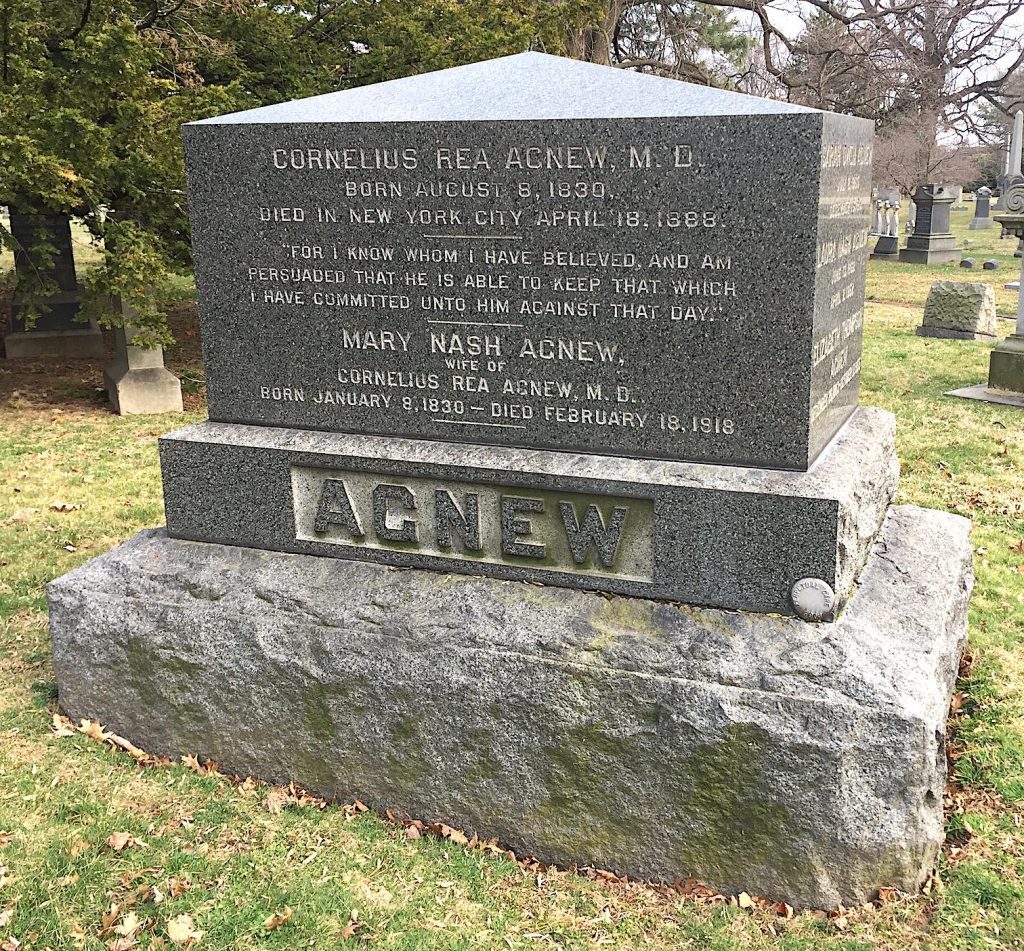 CORNELIUS REA AGNEW, M. D.
BORN AUGUST 8, 1830,
DIED IN NEW YORK CITY APRIL 18, 1888.
"FOR I KNOW WHOM I HAVE BELIEVED, AND AM
PERSUADED THAT HE IS ABLE TO KEEP THAT WHICH
I HAVE COMMITTED UNTO HIM AGAINST THAT DAY."
MARY NASH AGNEW,
WIFE OF
CORNELIUS REA AGNEW, M. D.
BORN JANUARY 8, 1830 — DIED FEBRUARY 18, 1918
AGNEW